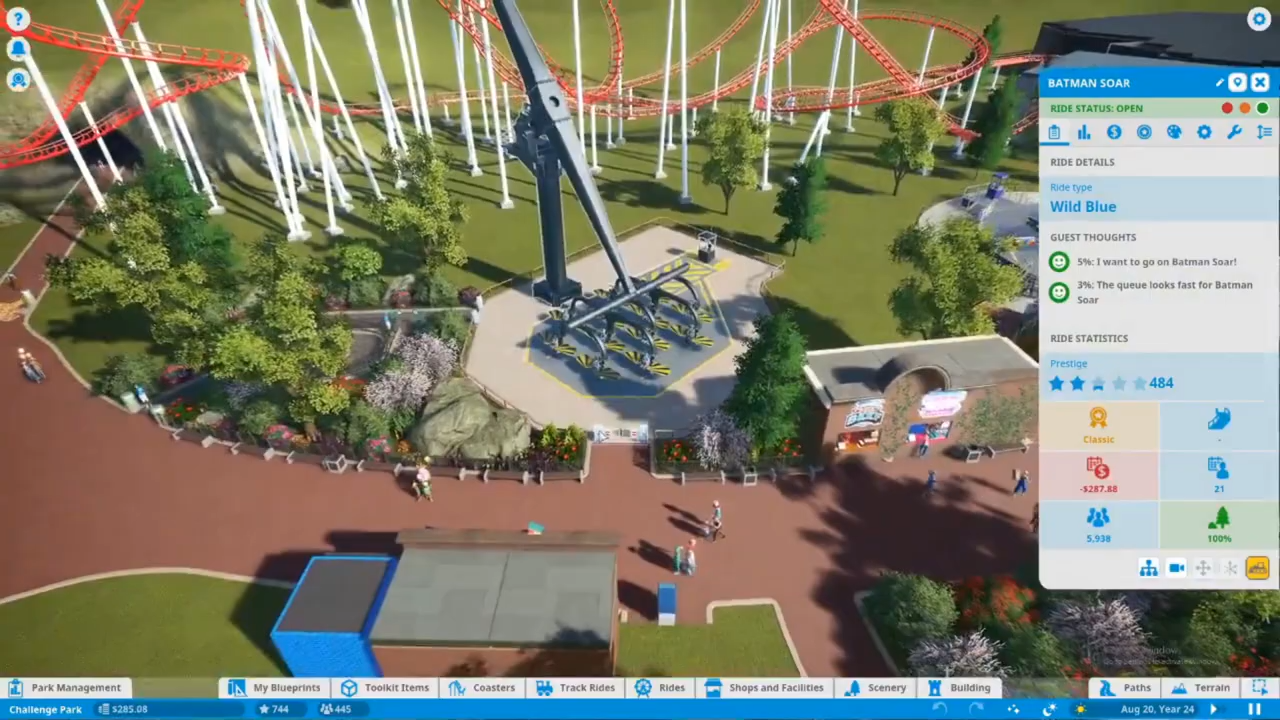 ?
BATMAN SOAR
RIDE STATUS: OPEN
RIDE DETAILS
Ride type
Wild Blue
GUEST THOUGHTS
5%: I want to go on Batman Soar!
3%: The queue looks fast for Batman
Soar
RIDE STATISTICS
Prestige
484
Classic
-
-$287.88
21
5,938
100%
Park Management
My Blueprints
Toolkit Items
Coasters
Track Rides
Rides
Shops and Facilities
Scenery
Building
Paths
Terrain
Challenge Park
$285.08
744
445
Aug 20, Year 24